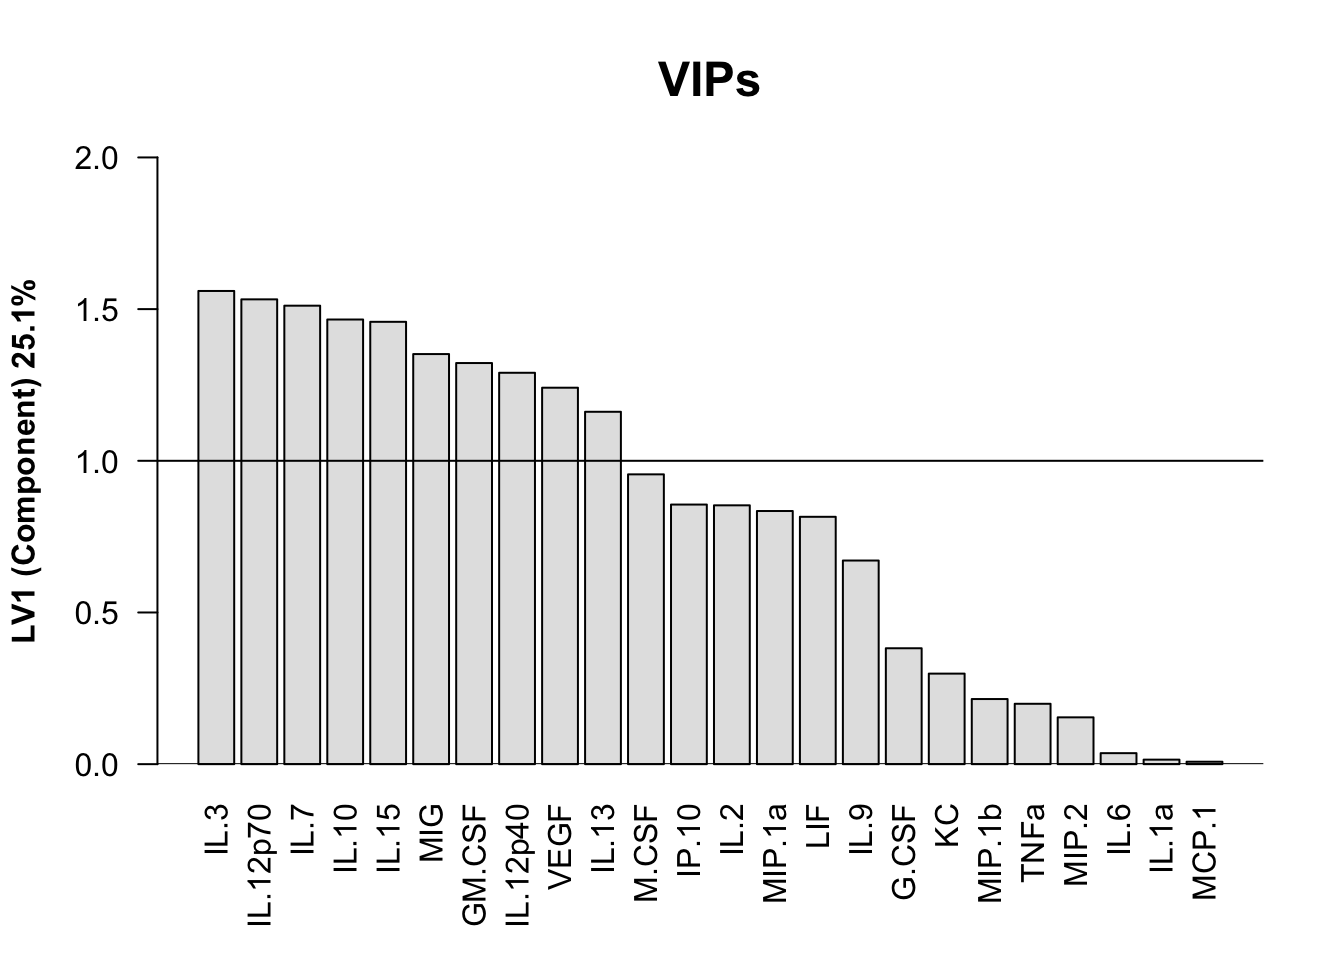 VIPs
LV1 (Component) 25.1%
2.0
1.5
1.0
0.5
0.0
IL.3
IL.12p70
IL.7
IL.10
IL.15
MIG
GM.CSF
IL.12p40
VEGF
IL.13
M.CSF
IP.10
IL.2
MIP.1a
LIF
IL.9
G.CSF
KC
MIP.1b
TNFa
MIP.2
IL.6
IL.1a
MCP.1